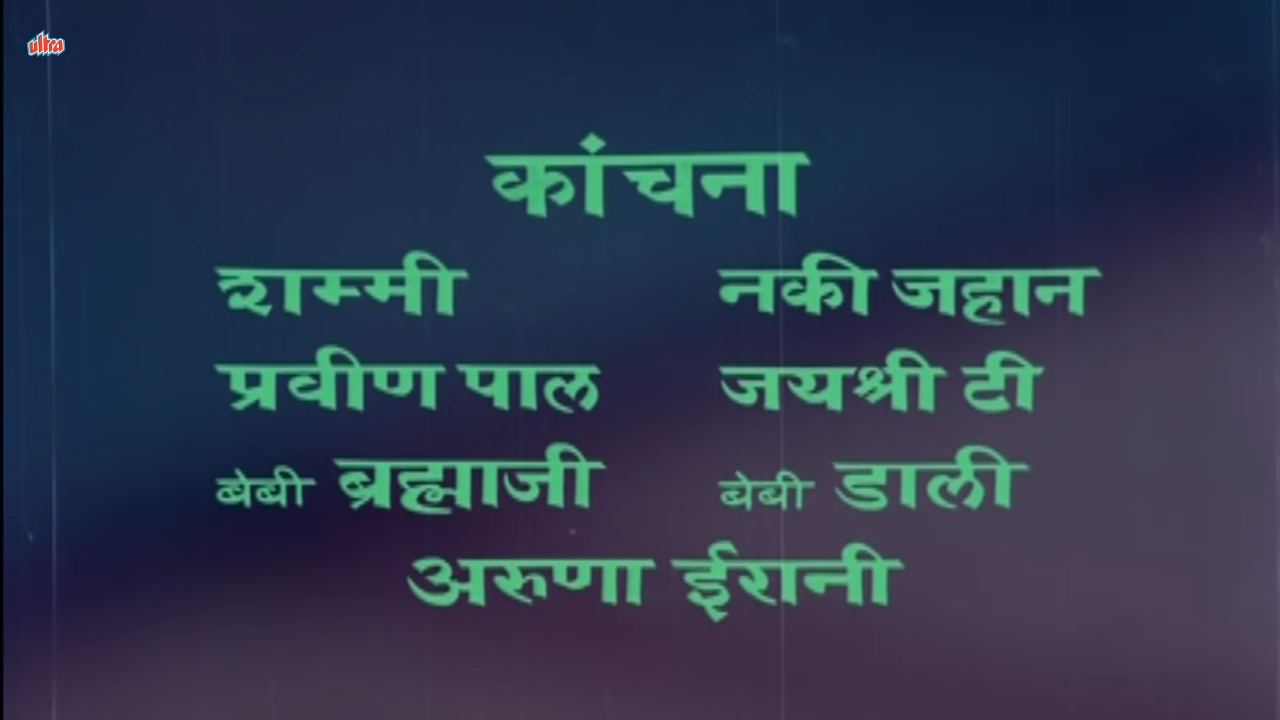 ultra
कांचना
शम्मी नकी जहान
प्रवीण पाल जयश्री टी
बेबी ब्रह्माजी बेबी डाली
अरुणा ईरानी